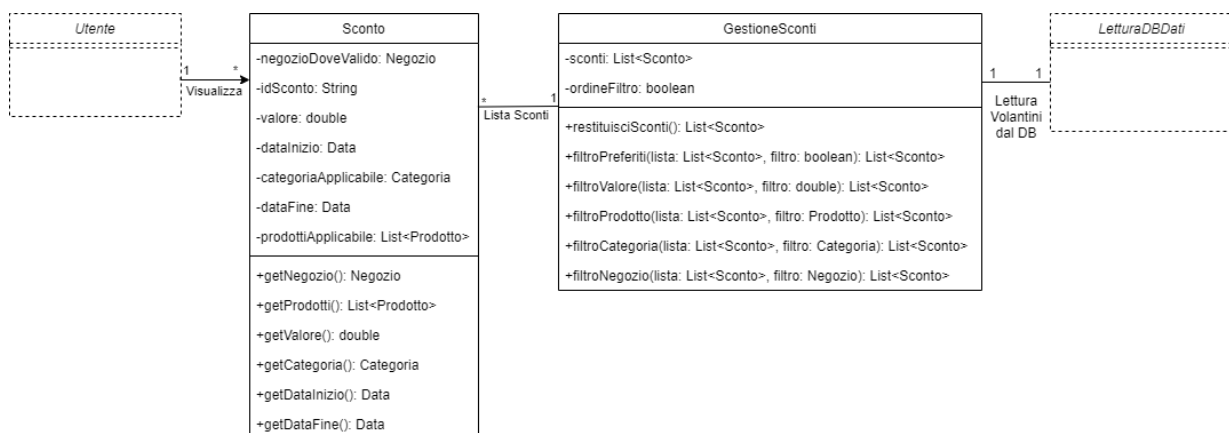 Utente
1
*
Visualizza
Sconto
-negozioDoveValido: Negozio
-idSconto: String
-valore: double
-dataInizio: Data
-categoriaApplicabile: Categoria
-dataFine: Data
-prodottiApplicabile: List<Prodotto>
+getNegozio(): Negozio
+getProdotti(): List<Prodotto>
+getValore(): double
+getCategoria(): Categoria
+getDataInizio(): Data
+getDataFine(): Data
*
1
Lista Sconti
GestioneSconti
-sconti: List<Sconto>
-ordineFiltro: boolean
+restituisciSconti(): List<Sconto>
+filtroPreferiti(lista: List<Sconto>, filtro: boolean): List<Sconto>
+filtroValore(lista: List<Sconto>, filtro: double): List<Sconto>
+filtroProdotto(lista: List<Sconto>, filtro: Prodotto): List<Sconto>
+filtroCategoria(lista: List<Sconto>, filtro: Categoria): List<Sconto>
+filtroNegozio(lista: List<Sconto>, filtro: Negozio): List<Sconto>
1
1
Lettura
Volantini
dal DB
LetturaDBDati